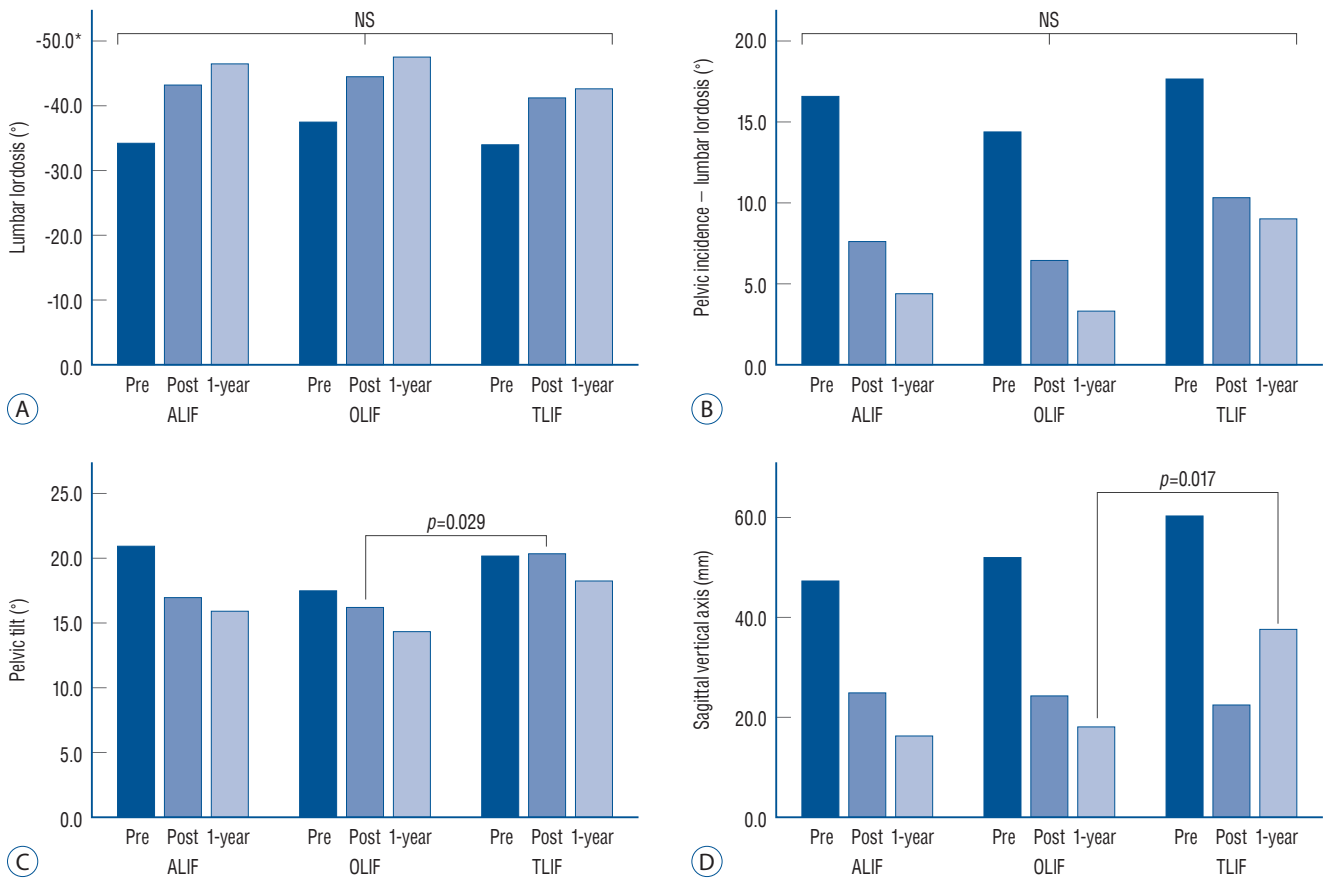 NS
-50.0*
-40.0
-30.0
-20.0
-10.0
0.0
Lumbar lordosis (°)
Pre Post 1-year Pre Post 1-year Pre Post 1-year
ALIF OLIF TLIF
A
NS
20.0
15.0
10.0
5.0
0.0
Pelvic incidence – lumbar lordosis (°)
Pre Post 1-year Pre Post 1-year Pre Post 1-year
ALIF OLIF TLIF
B
25.0
20.0
15.0
10.0
5.0
0.0
Pelvic tilt (°)
p=0.029
Pre Post 1-year Pre Post 1-year Pre Post 1-year
ALIF OLIF TLIF
C
p=0.017
60.0
40.0
20.0
0.0
Sagittal vertical axis (mm)
Pre Post 1-year Pre Post 1-year Pre Post 1-year
ALIF OLIF TLIF
D